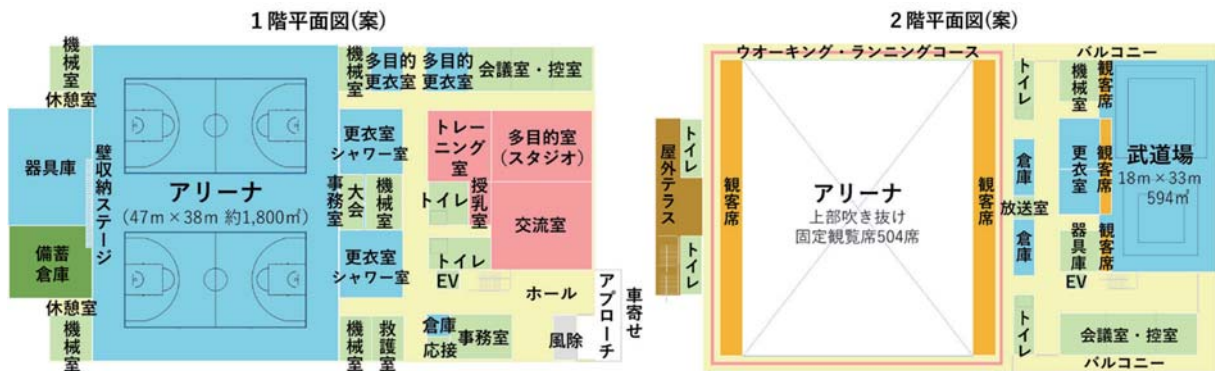 1階平面図(案)
機械室
休憩室
器具庫
備蓄
倉庫
休憩室
機械室
壁収納ステージ
アリーナ
(47m×38m 約1,800㎡)
機械室
多目的
更衣室
多目的
更衣室
会議室・控室
更衣室
シャワー室
トレー
ニング
室
多目的室
(スタジオ)
大会
事務室
機械室
トイレ
授乳室
交流室
更衣室
シャワー室
トイレ
EV
ホール
アプローチ
車寄せ
機械室
救護室
倉庫
応接
事務室
風除
2階平面図(案)
ウオーキング・ランニングコース
屋外テラス
トイレ
トイレ
観客席
アリーナ
上部吹き抜け
固定観覧席504席
観客席
トイレ
機械室
観客席
バルコニー
倉庫
更衣室
観客席
武道場
18m×33m
594㎡
放送室
倉庫
器具庫
観客席
EV
トイレ
会議室・控室
バルコニー